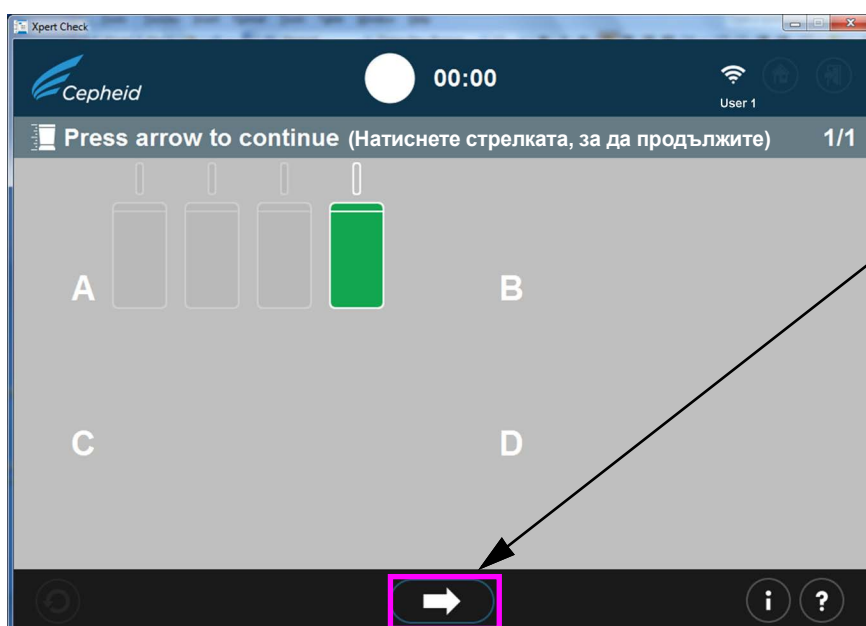 Xpert Check
Cepheid
00:00
User 1
Press arrow to continue (Натиснете стрелката, за да продължите) 1/1
A
B
C
D
i ?